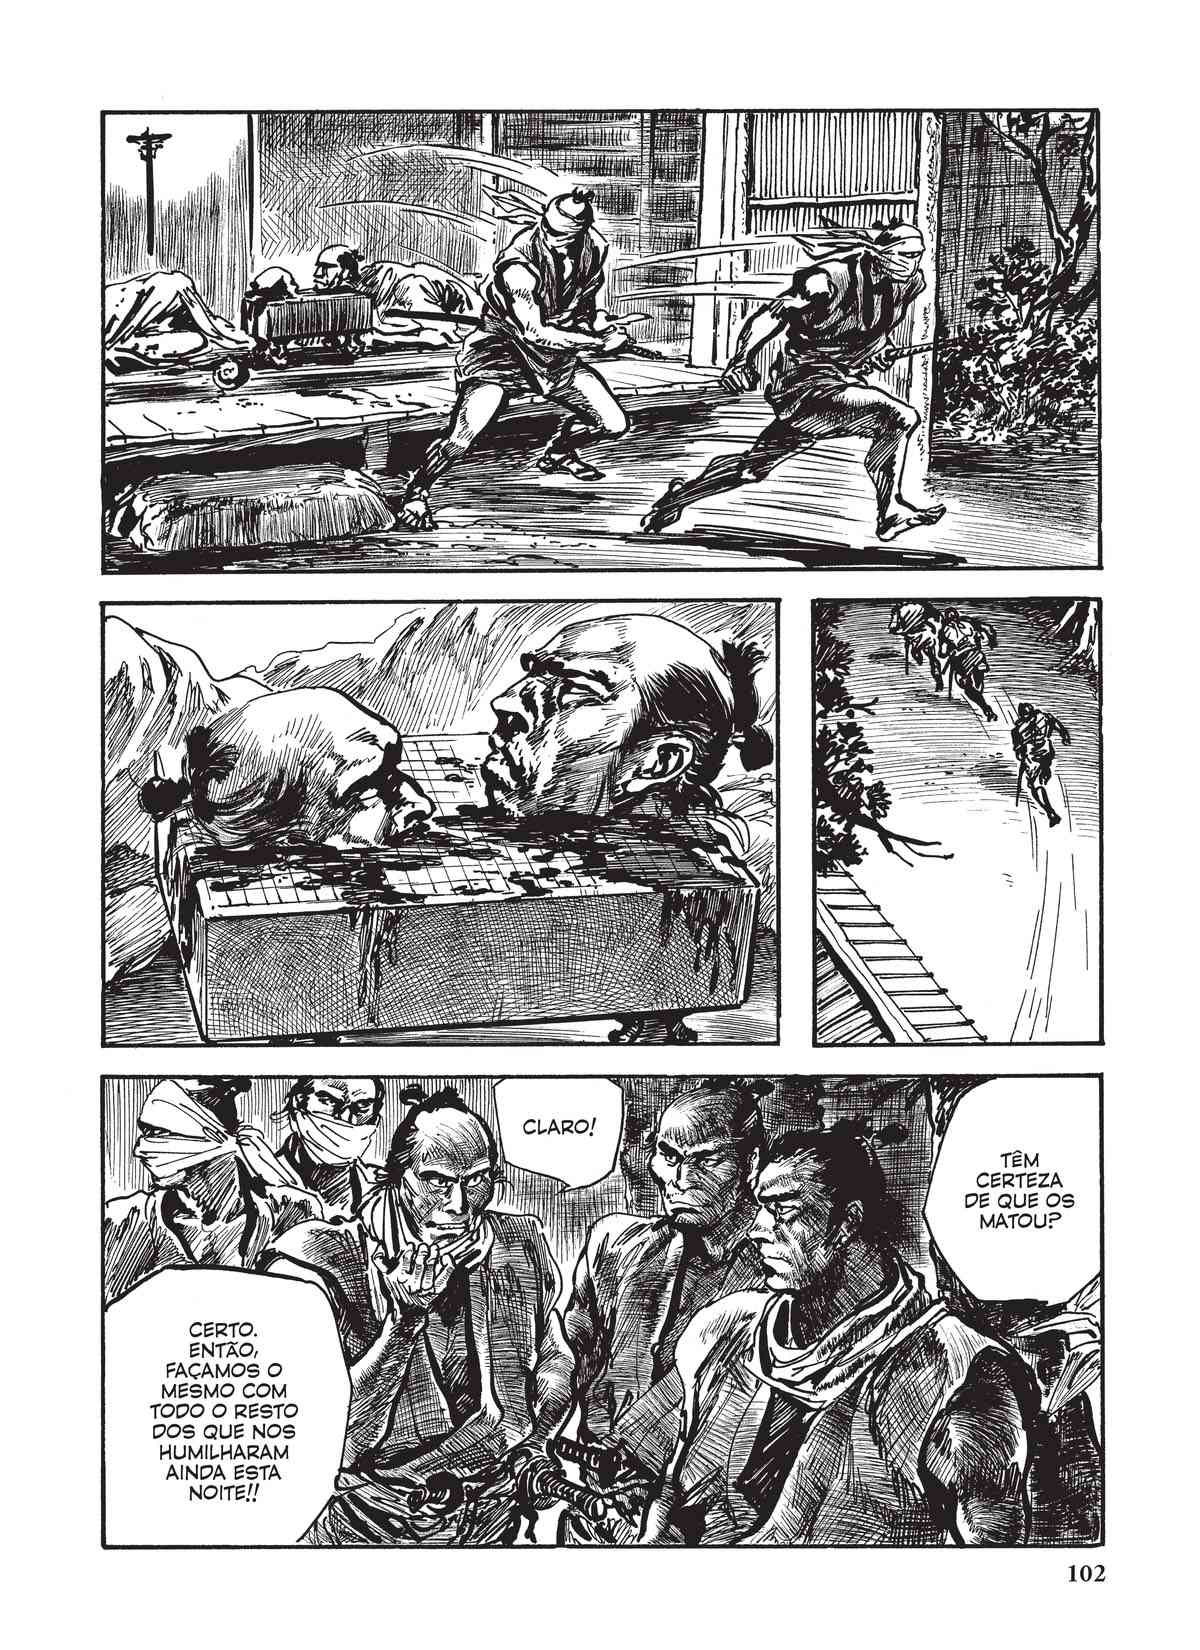 TÊM
CERTEZA
DE QUE OS
MATOU?
CLARO!
CERTO.
ENTÃO,
FAÇAMOS O
MESMO COM
TODO O RESTO
DOS QUE NOS
HUMILHARAM
AINDA ESTA
NOITE!!
102